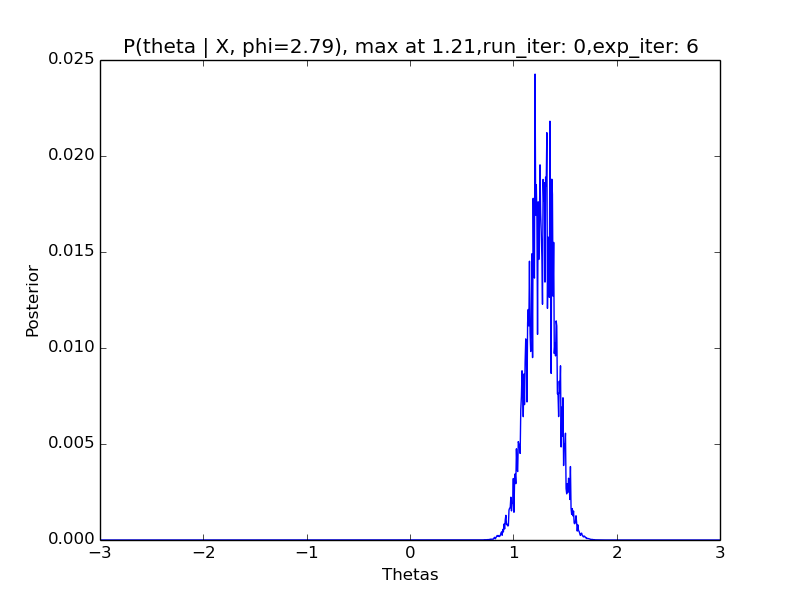 P(theta | X, phi=2.79), max at 1.21,run_iter: 0,exp_iter: 6
0.025
0.020
0.015
0.010
0.005
0.000
Posterior
−3 −2 −1 0 1 2 3
Thetas